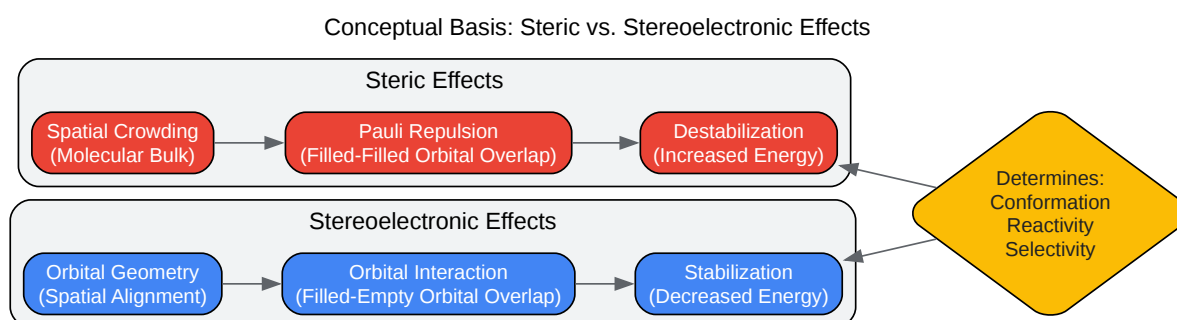 Conceptual Basis: Steric vs. Stereoelectronic Effects
Steric Effects
Spatial Crowding
(Molecular Bulk)
Pauli Repulsion
(Filled-Filled Orbital Overlap)
Destabilization
(Increased Energy)
Stereoelectronic Effects
Orbital Geometry
(Spatial Alignment)
Orbital Interaction
(Filled-Empty Orbital Overlap)
Stabilization
(Decreased Energy)
Determines:
Conformation
Reactivity
Selectivity